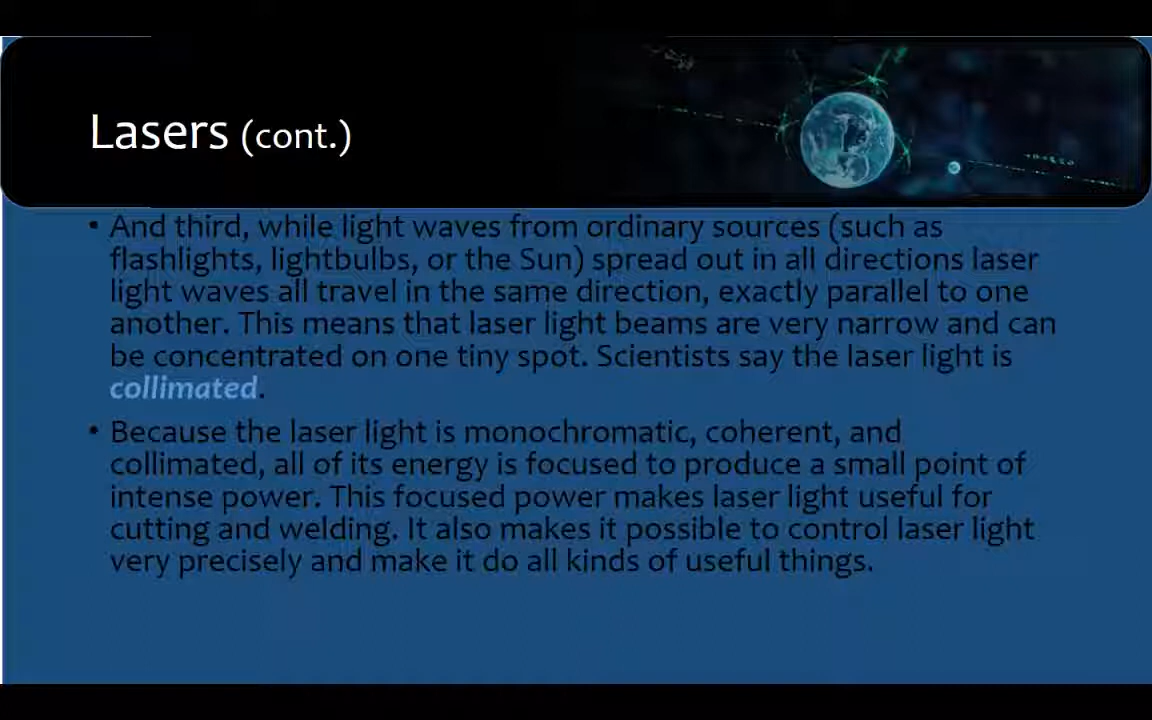 Lasers (cont.)
• And third, while light waves from ordinary sources (such as
flashlights, lightbulbs, or the Sun) spread out in all directions laser
light waves all travel in the same direction, exactly parallel to one
another. This means that laser light beams are very narrow and can
be concentrated on one tiny spot. Scientists say the laser light is
collimated.
• Because the laser light is monochromatic, coherent, and
collimated, all of its energy is focused to produce a small point of
intense power. This focused power makes laser light useful for
cutting and welding. It also makes it possible to control laser light
very precisely and make it do all kinds of useful things.